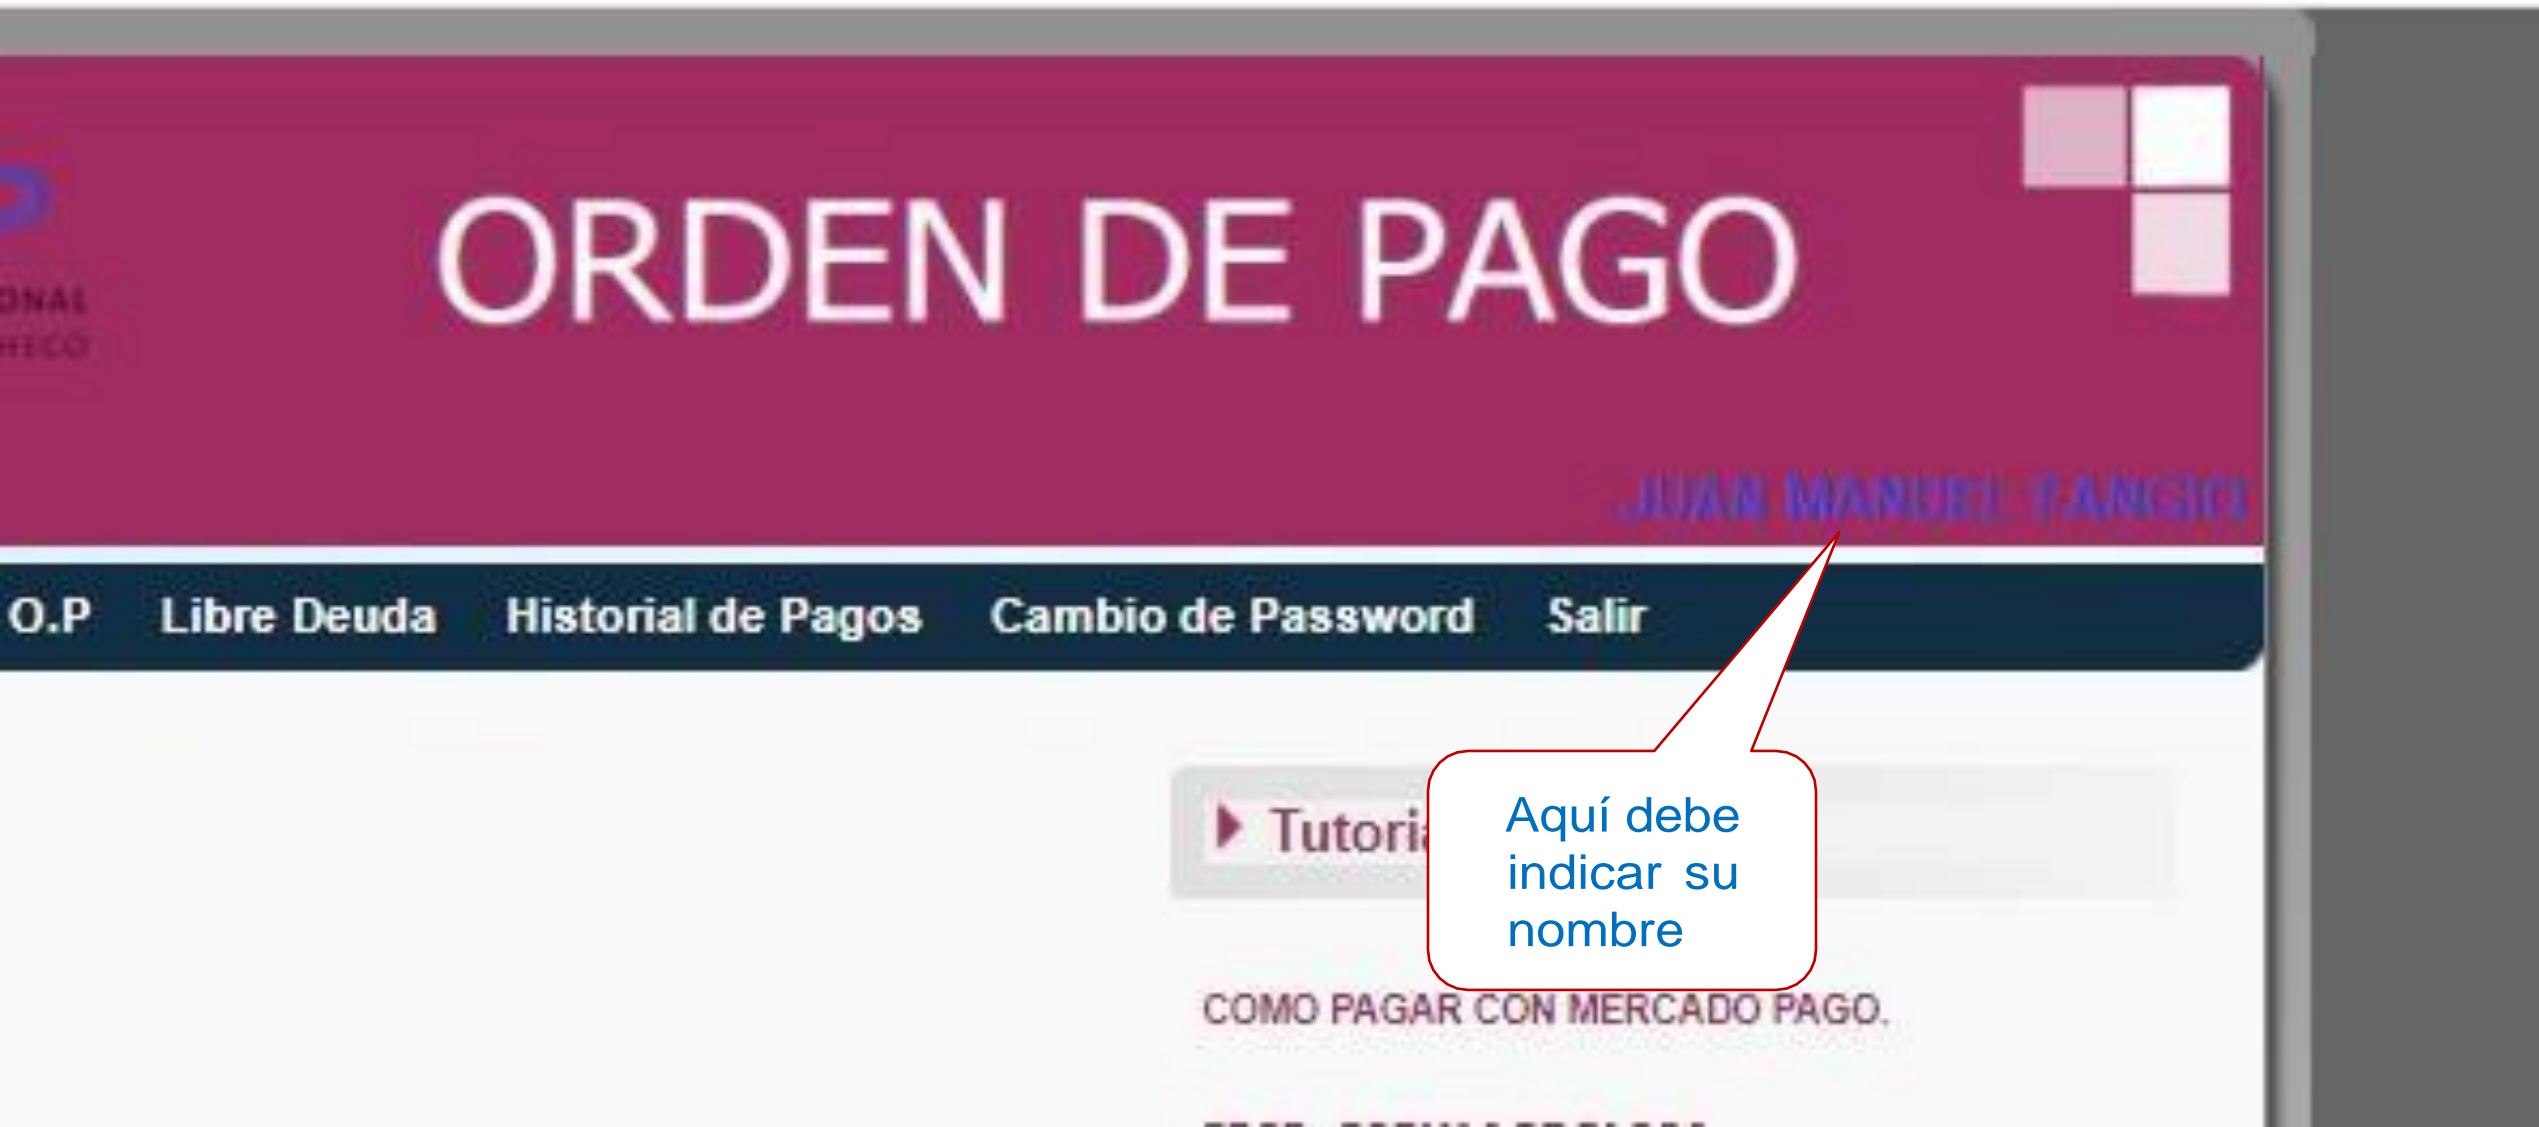 ORDEN DE PAGO
JUAN MANUEL FANGIO
O.P Libre Deuda Historial de Pagos Cambio de Password Salir
Aquí debe
indicar su
nombre
COMO PAGAR CON MERCADO PAGO.